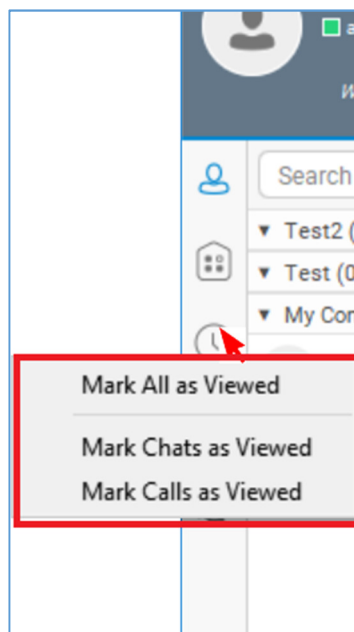 Search
Test2 (
Test (0
My Con
Mark All as Viewed
Mark Chats as Viewed
Mark Calls as Viewed